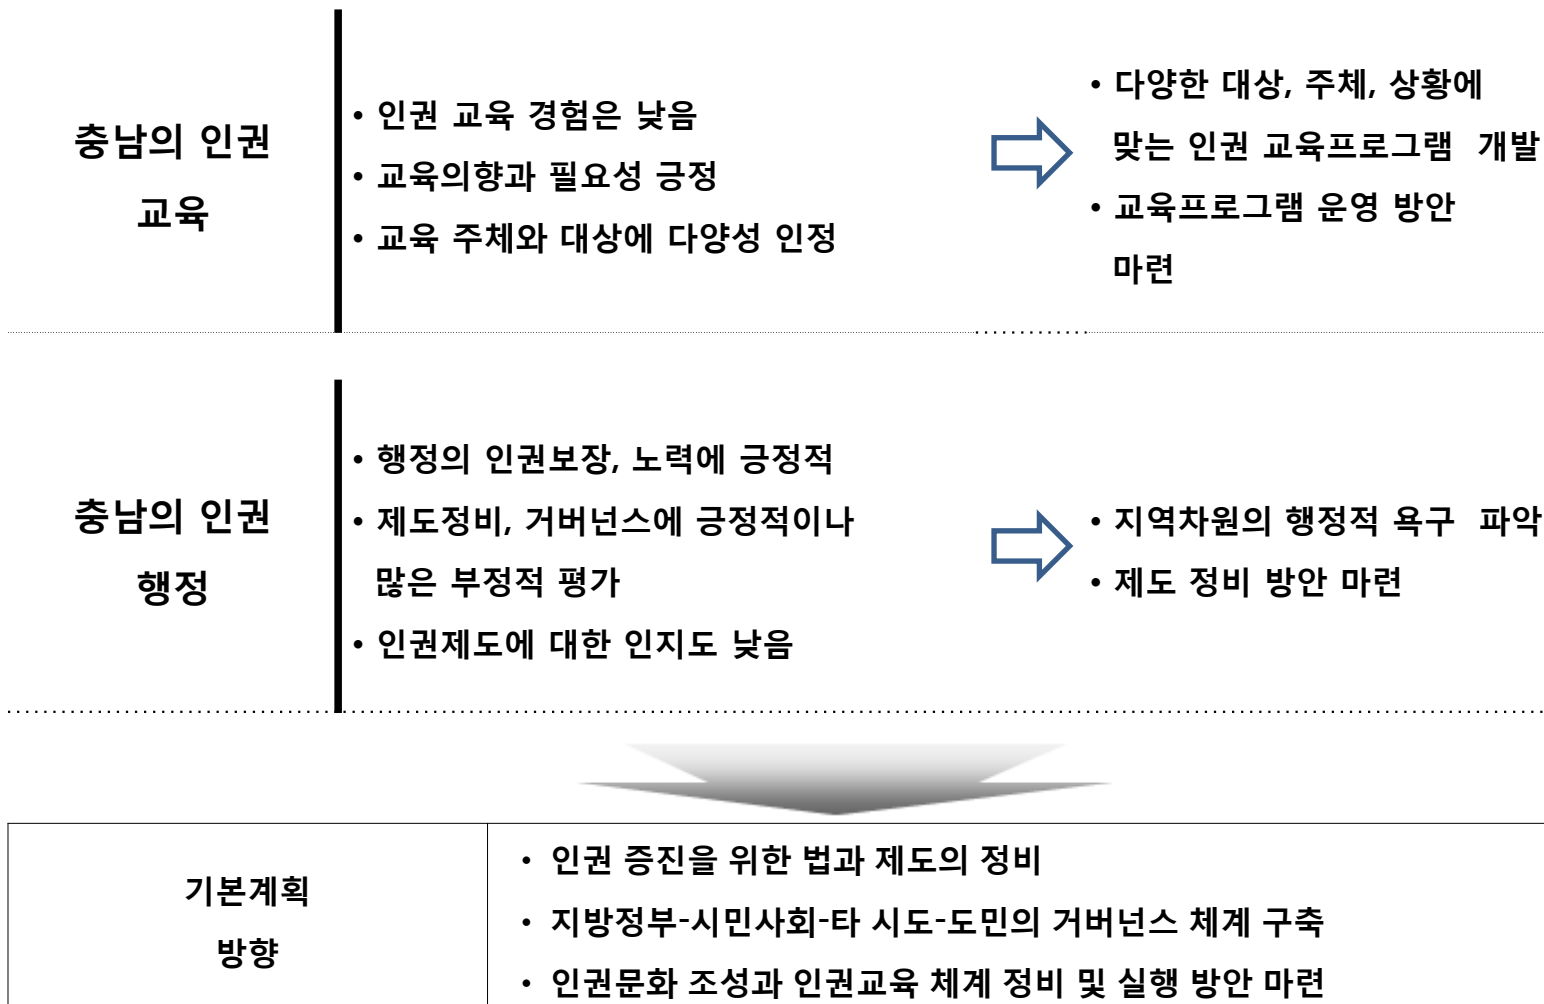 충남의 인권
교육
• 인권 교육 경험은 낮음
• 교육의향과 필요성 긍정
• 교육 주체와 대상에 다양성 인정
• 다양한 대상, 주체, 상황에
맞는 인권 교육프로그램 개발
• 교육프로그램 운영 방안
마련
충남의 인권
행정
• 행정의 인권보장, 노력에 긍정적
• 제도정비, 거버넌스에 긍정적이나
많은 부정적 평가
• 인권제도에 대한 인지도 낮음
• 지역차원의 행정적 욕구 파악
• 제도 정비 방안 마련
기본계획
방향
• 인권 증진을 위한 법과 제도의 정비
• 지방정부-시민사회-타 시도-도민의 거버넌스 체계 구축
• 인권문화 조성과 인권교육 체계 정비 및 실행 방안 마련